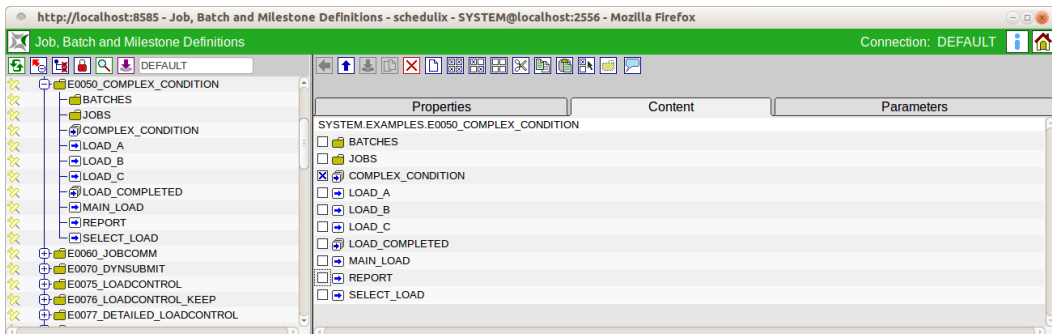 http://localhost:8585 - Job, Batch and Milestone Definitions - schedulix - SYSTEM@localhost:2556 - Mozilla Firefox
Job, Batch and Milestone Definitions
Connection: DEFAULT
DEFAULT
E0050_COMPLEX_CONDITION
BATCHES
JOBS
COMPLEX_CONDITION
LOAD_A
LOAD_B
LOAD_C
LOAD_COMPLETED
MAIN_LOAD
REPORT
SELECT_LOAD
E0060_JOBCOMM
E0070_DYNSUBMIT
E0075_LOADCONTROL
E0076_LOADCONTROL_KEEP
E0077_DETAILED_LOADCONTROL
Properties
Content
Parameters
SYSTEM.EXAMPLES.E0050_COMPLEX_CONDITION
BATCHES
JOBS
COMPLEX_CONDITION
LOAD_A
LOAD_B
LOAD_C
LOAD_COMPLETED
MAIN_LOAD
REPORT
SELECT_LOAD